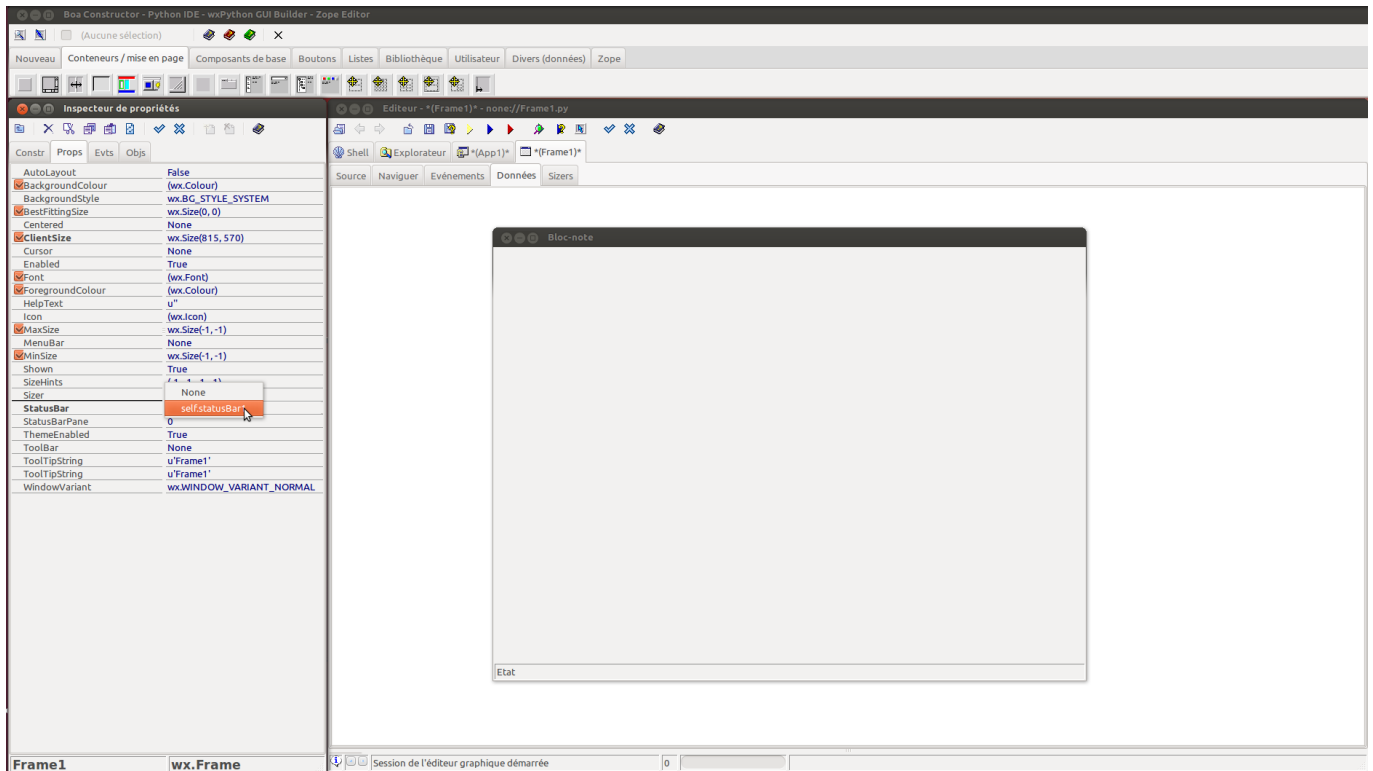 Boa Constructor - Python IDE - wxPython GUI Builder - Zope Editor
(Aucune sélection)
Nouveau Conteneurs / mise en page Composants de base Boutons Listes Bibliothèque Utilisateur Divers (données) Zope
Inspecteur de propriétés
Constr Props Evts Objs
AutoLayout False
BackgroundColour (wx.Colour)
BackgroundStyle wx.BG_STYLE_SYSTEM
BestFittingSize wx.Size(0, 0)
Centered None
ClientSize wx.Size(815, 570)
Cursor None
Enabled True
Font (wx.Font)
ForegroundColour (wx.Colour)
HelpText u''
Icon (wx.Icon)
MaxSize wx.Size(-1, -1)
MenuBar None
MinSize wx.Size(-1, -1)
Shown True
SizeHints
Sizer
StatusBar
StatusBarPane 0
ThemeEnabled True
ToolBar None
ToolTipString u'Frame1'
ToolTipString u'Frame1'
WindowVariant wx.WINDOW_VARIANT_NORMAL
None
Frame1 wx.Frame
Editeur - *(Frame1)* - none://Frame1.py
Shell Explorateur *(App1)* *(Frame1)*
Source Naviguer Evénements Données Sizers
Bloc-note
Etat
Session de l'éditeur graphique démarrée 0